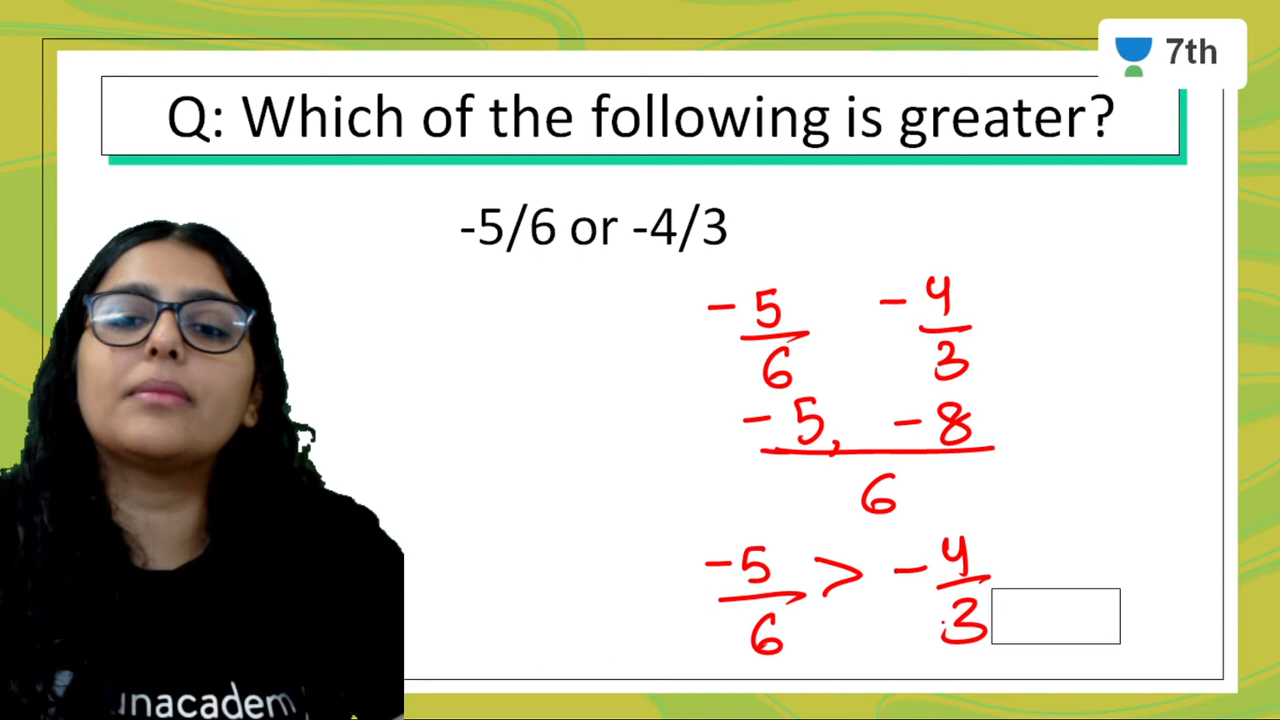 7th
Q: Which of the following is greater?
-5/6 or -4/3
-5/6 -4/3
-5, -8
6
-5/6 > -4/3
unacadem